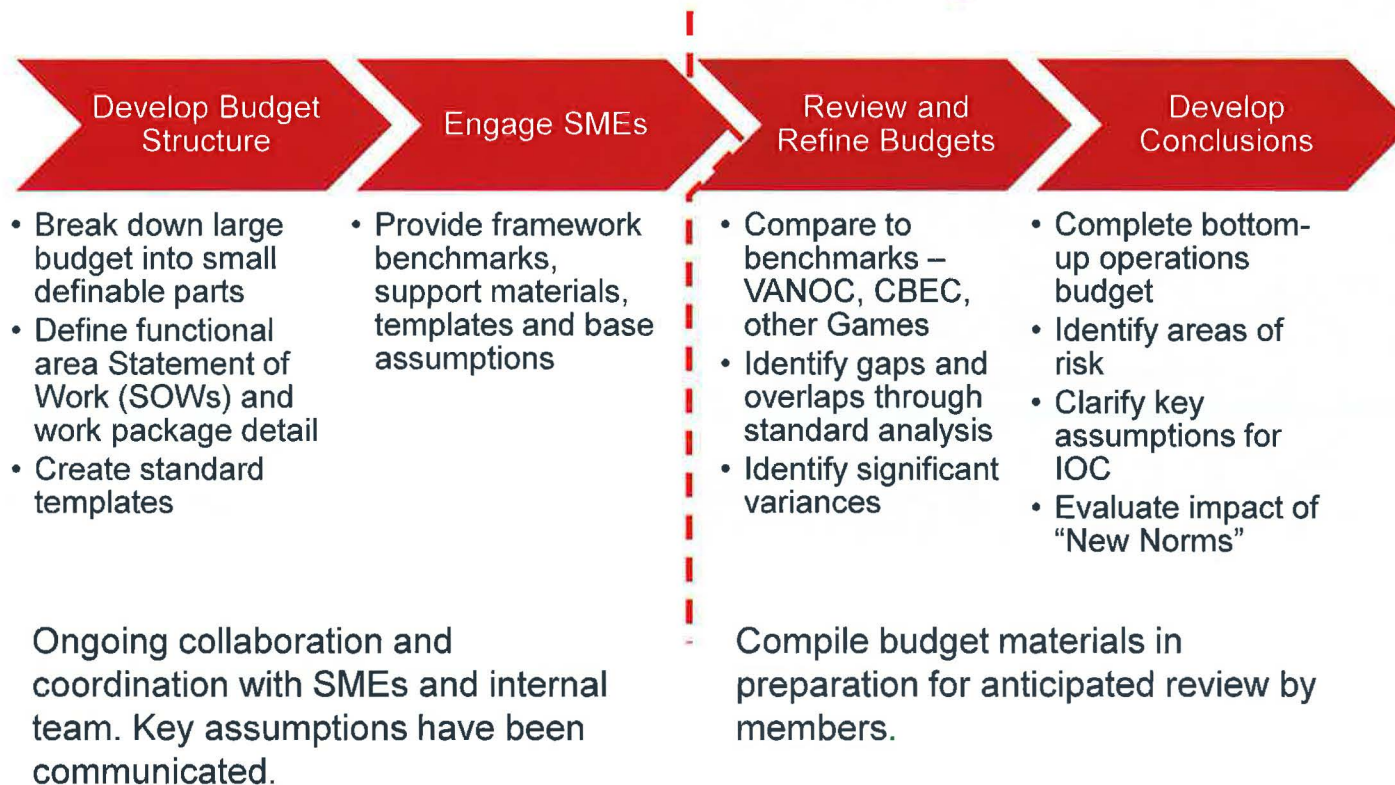 Develop Budget
Structure
Engage SMEs
Review and
Refine Budgets
Develop
Conclusions
• Break down large
budget into small
definable parts
• Define functional
area Statement of
Work (SOWs) and
work package detail
• Create standard
templates
• Provide framework
benchmarks,
support materials,
templates and base
assumptions
• Compare to
benchmarks –
VANOC, CBEC,
other Games
• Identify gaps and
overlaps through
standard analysis
• Identify significant
variances
• Complete bottom-
up operations
budget
• Identify areas of
risk
• Clarify key
assumptions for
IOC
• Evaluate impact of
“New Norms”
Ongoing collaboration and
coordination with SMEs and internal
team. Key assumptions have been
communicated.
Compile budget materials in
preparation for anticipated review by
members.